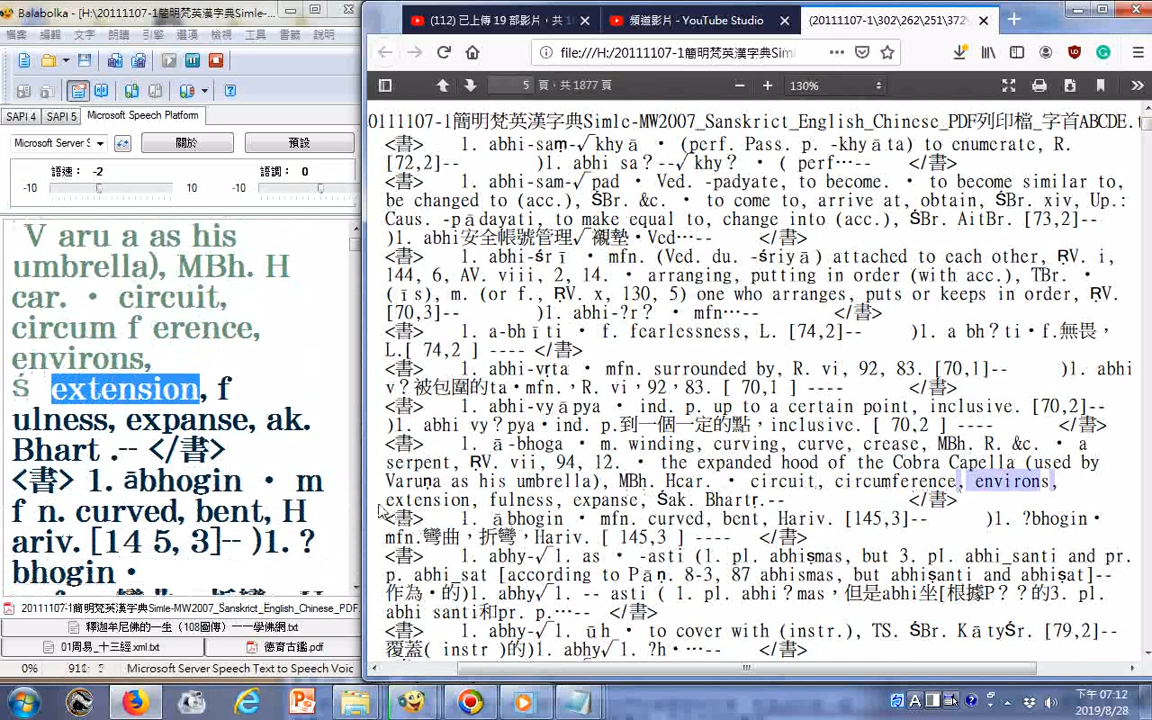 Balabolka - [H:\20111107-1簡明梵英漢字典Simle-...
檔案 編輯 文字 朗讀 引擎 選項 檢視 工具 書籤 說明
SAPI 4 SAPI 5 Microsoft Speech Platform
Microsoft Server S 關於 預設
語速： -2 語調： 0
-10 10 -10
V aru a as his
umbrella), MBh. H
car. • circuit,
circum f erence,
environs,
Ś extension, f
ulness, expanse, ak.
Bhart .-- </書>
<書> 1. ābhogin • m
f n. curved, bent, H
ariv. [14 5, 3]-- )1. ?
bhogin •
20111107-1簡明梵英漢字典Simle-MW2007_Sanskrict_English_Chinese_PDF...
釋迦牟尼佛的一生（108圖傳）一一學佛網.txt
01周易_十三經xml.txt 德育古鑑.pdf
0% Microsoft Server Speech Text to Speech Voic
(112) 已上傳 19 部影片，共 1 頻道影片 - YouTube Studio (20111107-1\302\262\251\372
file:///H:/20111107-1簡明梵英漢字典Siml
5 頁，共 1877 頁 130%
0111107-1簡明梵英漢字典Simle-MW2007_Sanskrict_English_Chinese_PDF列印檔_字首ABCDE.t
<書> 1. abhi-saṃ-√khyā • (perf. Pass. p. -khyāta) to enumcrate, R.
[72,2]-- )1. abhi sa？--√khy？ • ( perf…-- </書>
<書> 1. abhi-sam-√pad • Ved. -padyate, to become. • to become similar to,
be changed to (acc.), ŚBr. &c. • to come to, arrive at, obtain, ŚBr. xiv, Up.:
Caus. -pādayati, to make equal to, change into (acc.), ŚBr. AitBr. [73,2]--
)1. abhi安全帳號管理√襯墊•Ved…-- </書>
<書> 1. abhi-śrī • mfn. (Ved. du. -śriyā) attached to each other, ṚV. i,
144, 6, AV. viii, 2, 14. • arranging, putting in order (with acc.), TBr. •
(īs), m. (or f., ṚV. x, 130, 5) one who arranges, puts or keeps in order, ṚV.
[70,3]-- )1. abhi-?r？ • mfn…-- </書>
<書> 1. a-bhīti • f. fearlessness, L. [74,2]-- )1. a bh？ti•f.無畏，
L.[ 74,2 ] ---- </書>
<書> 1. abhi-vṛta • mfn. surrounded by, R. vi, 92, 83. [70,1]-- )1. abhi
v？被包圍的ta•mfn.，R. vi，92，83. [ 70,1 ] ---- </書>
<書> 1. abhi-vyāpya • ind. p. up to a certain point, inclusive. [70,2]--
)1. abhi vy？pya•ind. p.到一個一定的點，inclusive. [ 70,2 ] ---- </書>
<書> 1. ā-bhoga • m. winding, curving, curve, crease, MBh. R. &c. • a
serpent, ṚV. vii, 94, 12. • the expanded hood of the Cobra Capella (used by
Varuṇa as his umbrella), MBh. Hcar. • circuit, circumference, environs,
extension, fulness, expanse, Śak. Bhartṛ.-- </書>
<書> 1. ābhogin • mfn. curved, bent, Hariv. [145,3]-- )1. ?bhogin•
mfn.彎曲，折彎，Hariv. [ 145,3 ] ---- </書>
<書> 1. abhy-√1. as • -asti (1. pl. abhiṣmas, but 3. pl. abhi_santi and pr.
p. abhi_sat [according to Pāṇ. 8-3, 87 abhismas, but abhiṣanti and abhiṣat]--
作為•的)1. abhy-√1. -- asti ( 1. pl. abhi？mas，但是abhi坐[根據P？？的3. pl.
abhi santi和pr. p.…-- </書>
<書> 1. abhy-√1. ūh • to cover with (instr.), TS. ŚBr. KātyŚr. [79,2]--
覆蓋( instr )的)1. abhy-√1. ?h•…-- </書>
下午 07:12
2019/8/28